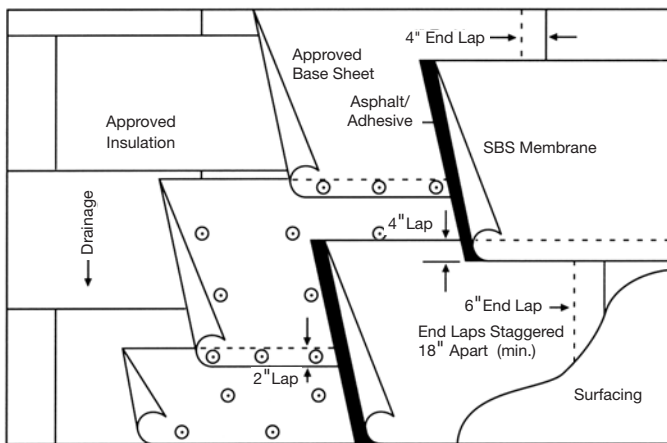 4" End Lap
Approved
Base Sheet
Asphalt/
Adhesive
Approved
Insulation
SBS Membrane
Drainage
4"Lap
6"End Lap
End Laps Staggered
18" Apart (min.)
2"Lap
Surfacing